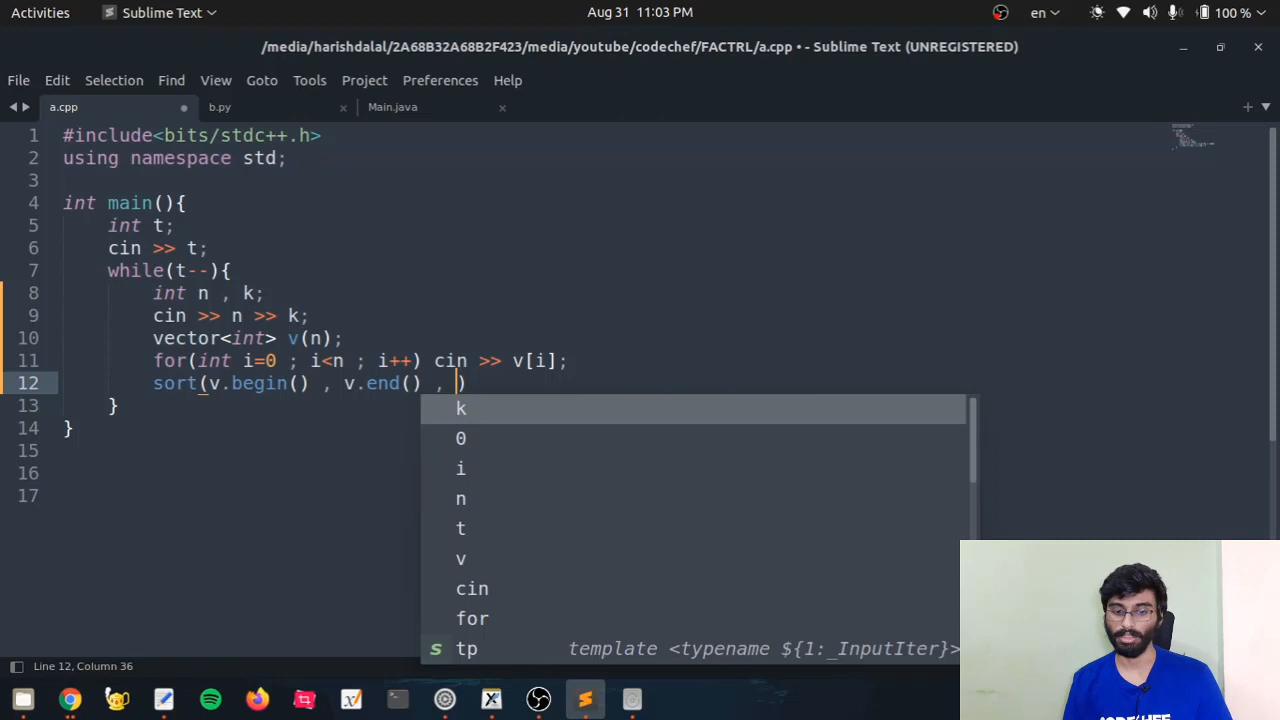 Activities Sublime Text Aug 31 11:03 PM en 100 %
/media/harishdalal/2A68B32A68B2F423/media/youtube/codechef/FACTRL/a.cpp • - Sublime Text (UNREGISTERED)
File Edit Selection Find View Goto Tools Project Preferences Help
a.cpp b.py Main.java
1 #include<bits/stdc++.h>
2 using namespace std;
3
4 int main(){
5 int t;
6 cin >> t;
7 while(t--){
8 int n , k;
9 cin >> n >> k;
10 vector<int> v(n);
11 for(int i=0 ; i<n ; i++) cin >> v[i];
12 sort(v.begin() , v.end() , )
13 }
14 }
15
16
17
k
0
i
n
t
v
cin
for
s tp template <typename ${1:_InputIter}>
Line 12, Column 36